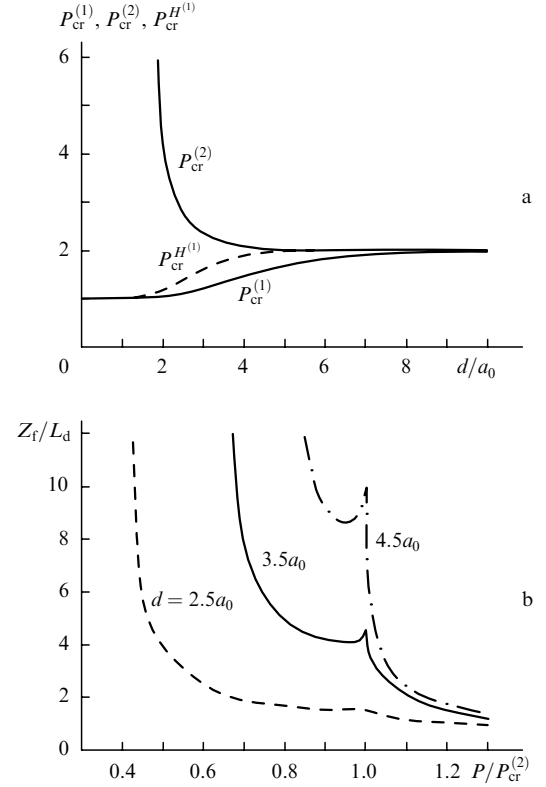 P_cr^(1), P_cr^(2), P_cr^H^(1)
6
4
P_cr^(2)
a
2
P_cr^H^(1)
P_cr^(1)
0 2 4 6 8 d/a_0
Z_f/L_d
10
8
4.5a_0
3.5a_0
6
d = 2.5a_0
b
4
2
0
0.4 0.6 0.8 1.0 1.2 P/P_cr^(2)